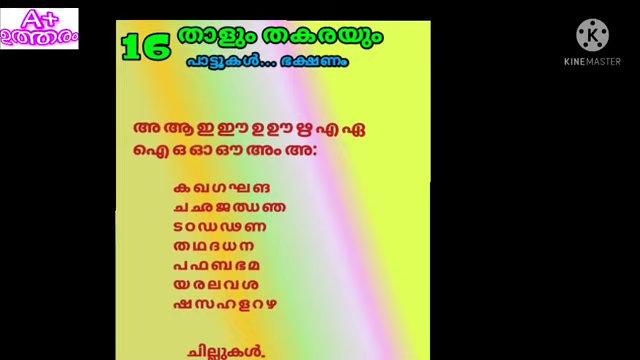 A+
ഉത്തരം
16 താളും തകരയും
പാട്ടുകൾ... ഭക്ഷണം
KINEMASTER
അ ആ ഇ ഈ ഉ ഊ ഋ എ ഏ
ഐ ഒ ഓ ഔ അം അ:
ക ഖ ഗ ഘ ങ
ച ഛ ജ ഝ ഞ
ട ഠ ഡ ഢ ണ
ത ഥ ദ ധ ന
പ ഫ ബ ഭ മ
യ ര ല വ ശ
ഷ സ ഹ ള റ ഴ
ചില്ലുകൾ.